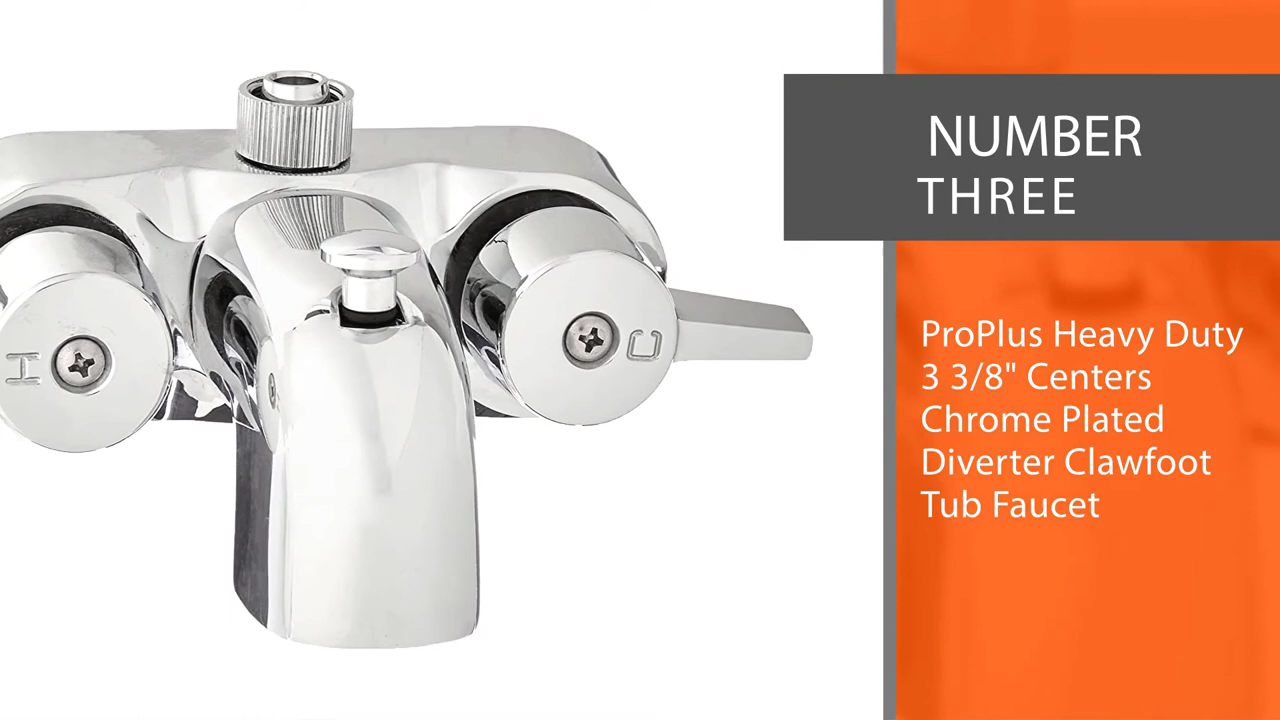 NUMBER
THREE
ProPlus Heavy Duty
3 3/8" Centers
Chrome Plated
Diverter Clawfoot
Tub Faucet
H
C